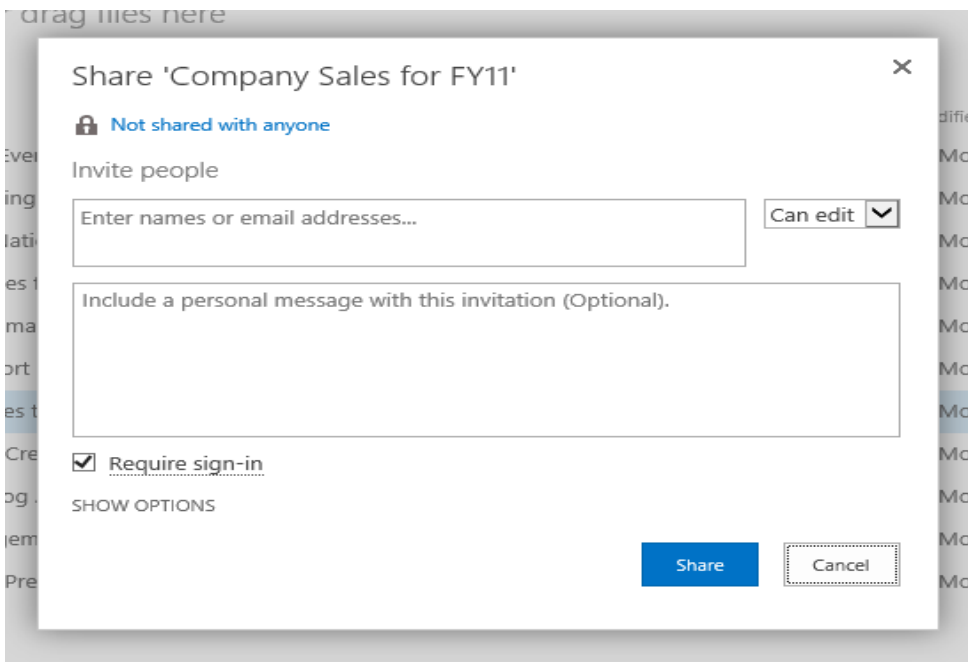 drag files here
Share 'Company Sales for FY11'
Not shared with anyone
Invite people
Enter names or email addresses...
Can edit
Include a personal message with this invitation (Optional).
Require sign-in
SHOW OPTIONS
Share
Cancel